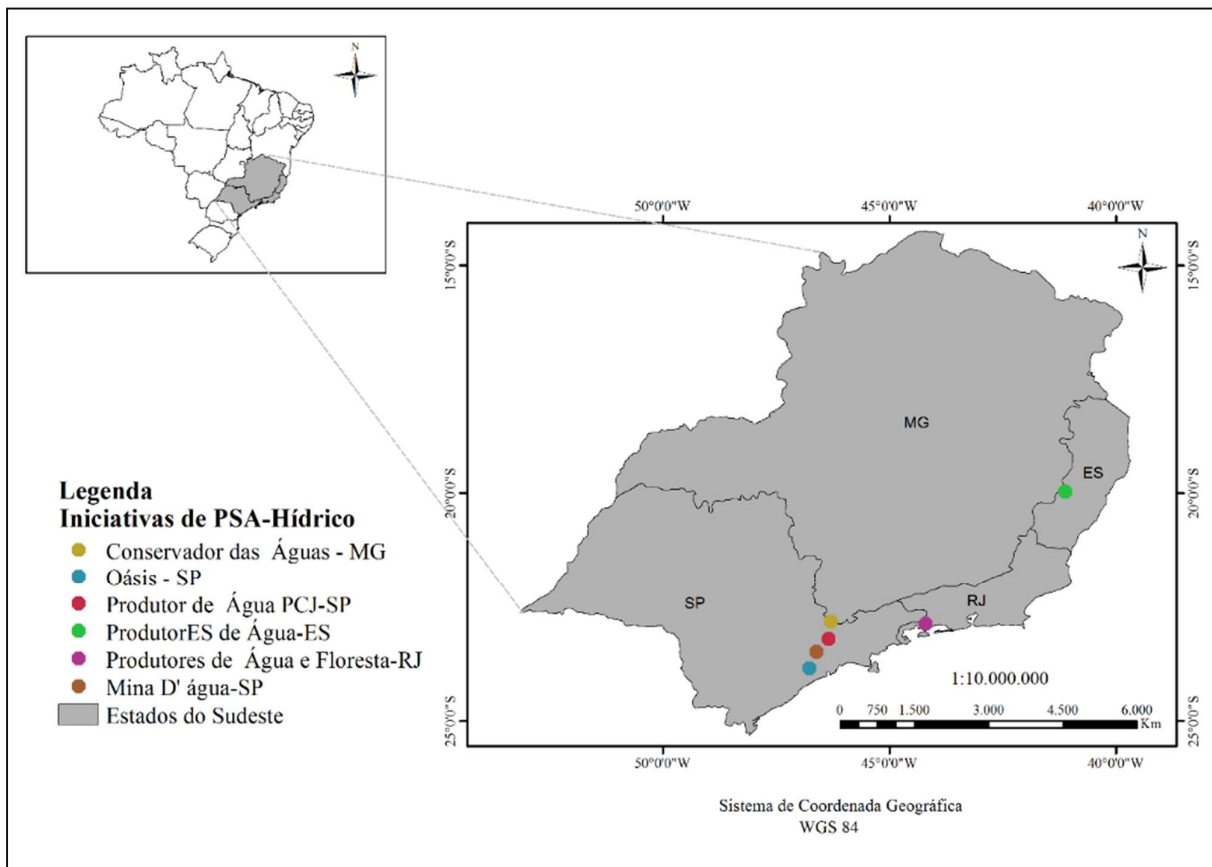 N
50°0'0"W 45°0'0"W 40°0'0"W
N
15°0'0"S 15°0'0"S
MG
ES
20°0'0"S 20°0'0"S
Legenda
Iniciativas de PSA-Hídrico
Conservador das Águas - MG
Oásis - SP
Produtor de Água PCJ-SP
ProdutorES de Água-ES
Produtores de Água e Floresta-RJ
Mina D' água-SP
Estados do Sudeste
SP
RJ
1:10.000.000
0 750 1.500 3.000 4.500 6.000
Km
25°0'0"S 25°0'0"S
50°0'0"W 45°0'0"W 40°0'0"W
Sistema de Coordenada Geográfica
WGS 84